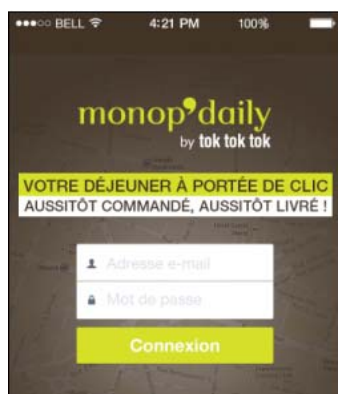 BELL 4:21 PM 100%
monop'daily
by tok tok tok
VOTRE DÉJEUNER À PORTÉE DE CLIC
AUSSITÔT COMMANDÉ, AUSSITÔT LIVRÉ !
Adresse e-mail
Mot de passe
Connexion